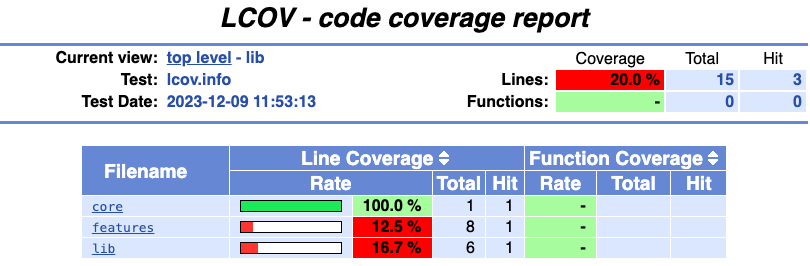 LCOV - code coverage report
Current view: top level - lib Coverage Total Hit
Test: lcov.info Lines: 20.0 % 15 3
Test Date: 2023-12-09 11:53:13 Functions: - 0 0
Filename Line Coverage Function Coverage
Rate Total Hit Rate Total Hit
core 100.0 % 1 1 -
features 12.5 % 8 1 -
lib 16.7 % 6 1 -